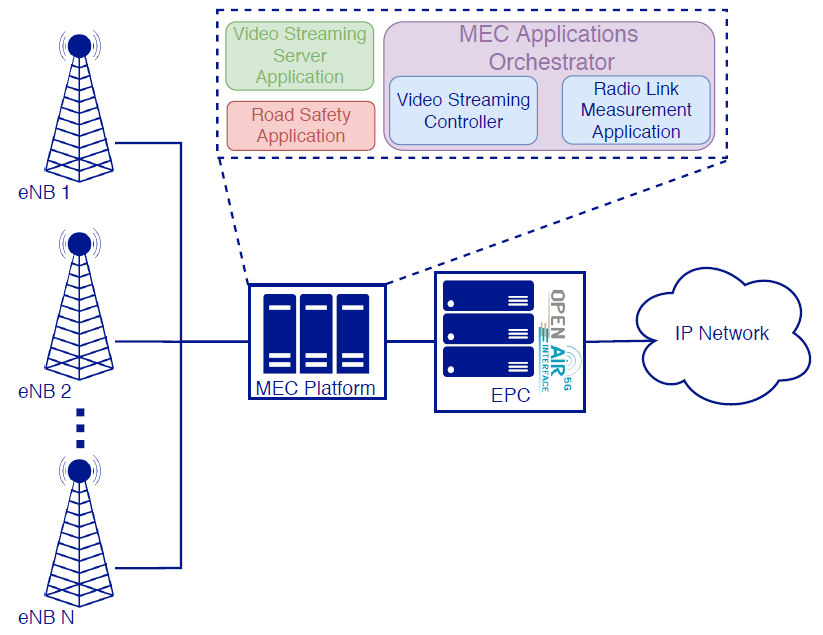 Video Streaming
Server
Application
MEC Applications
Orchestrator
Video Streaming
Controller
Radio Link
Measurement
Application
Road Safety
Application
eNB 1
eNB 2
eNB N
MEC Platform
OPEN
AIR
INTERFACE
5G
EPC
IP Network